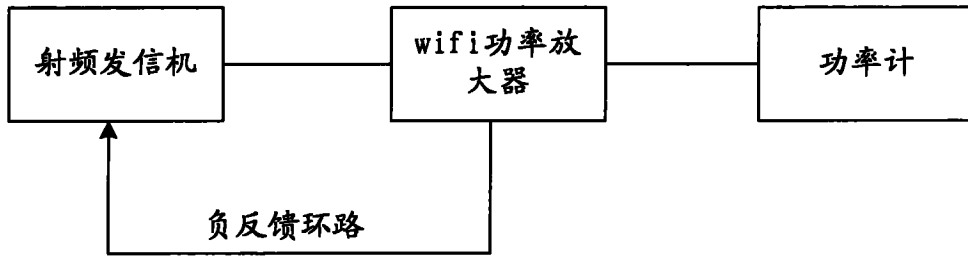 射频发信机
wifi功率放
大器
功率计
负反馈环路